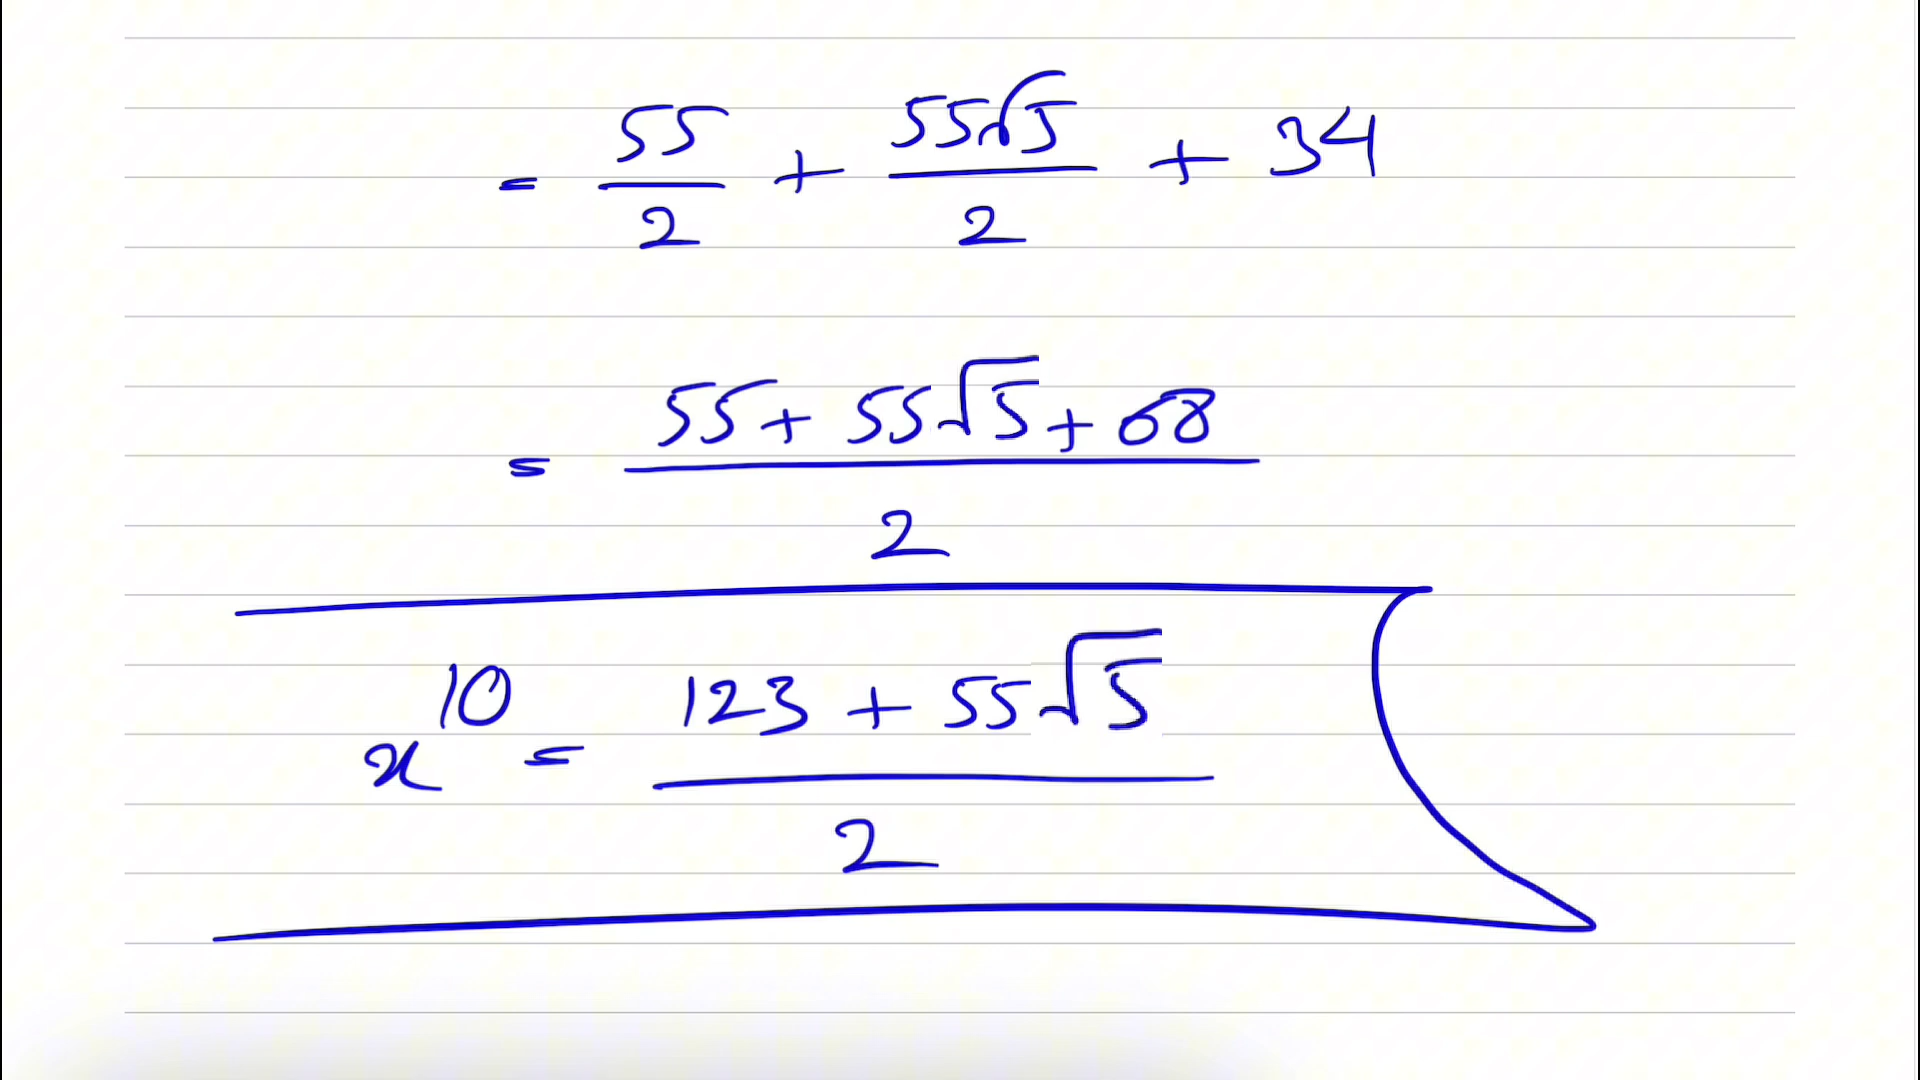 = 55/2 + 55√5/2 + 34
= (55 + 55√5 + 68)/2
x^10 = (123 + 55√5)/2